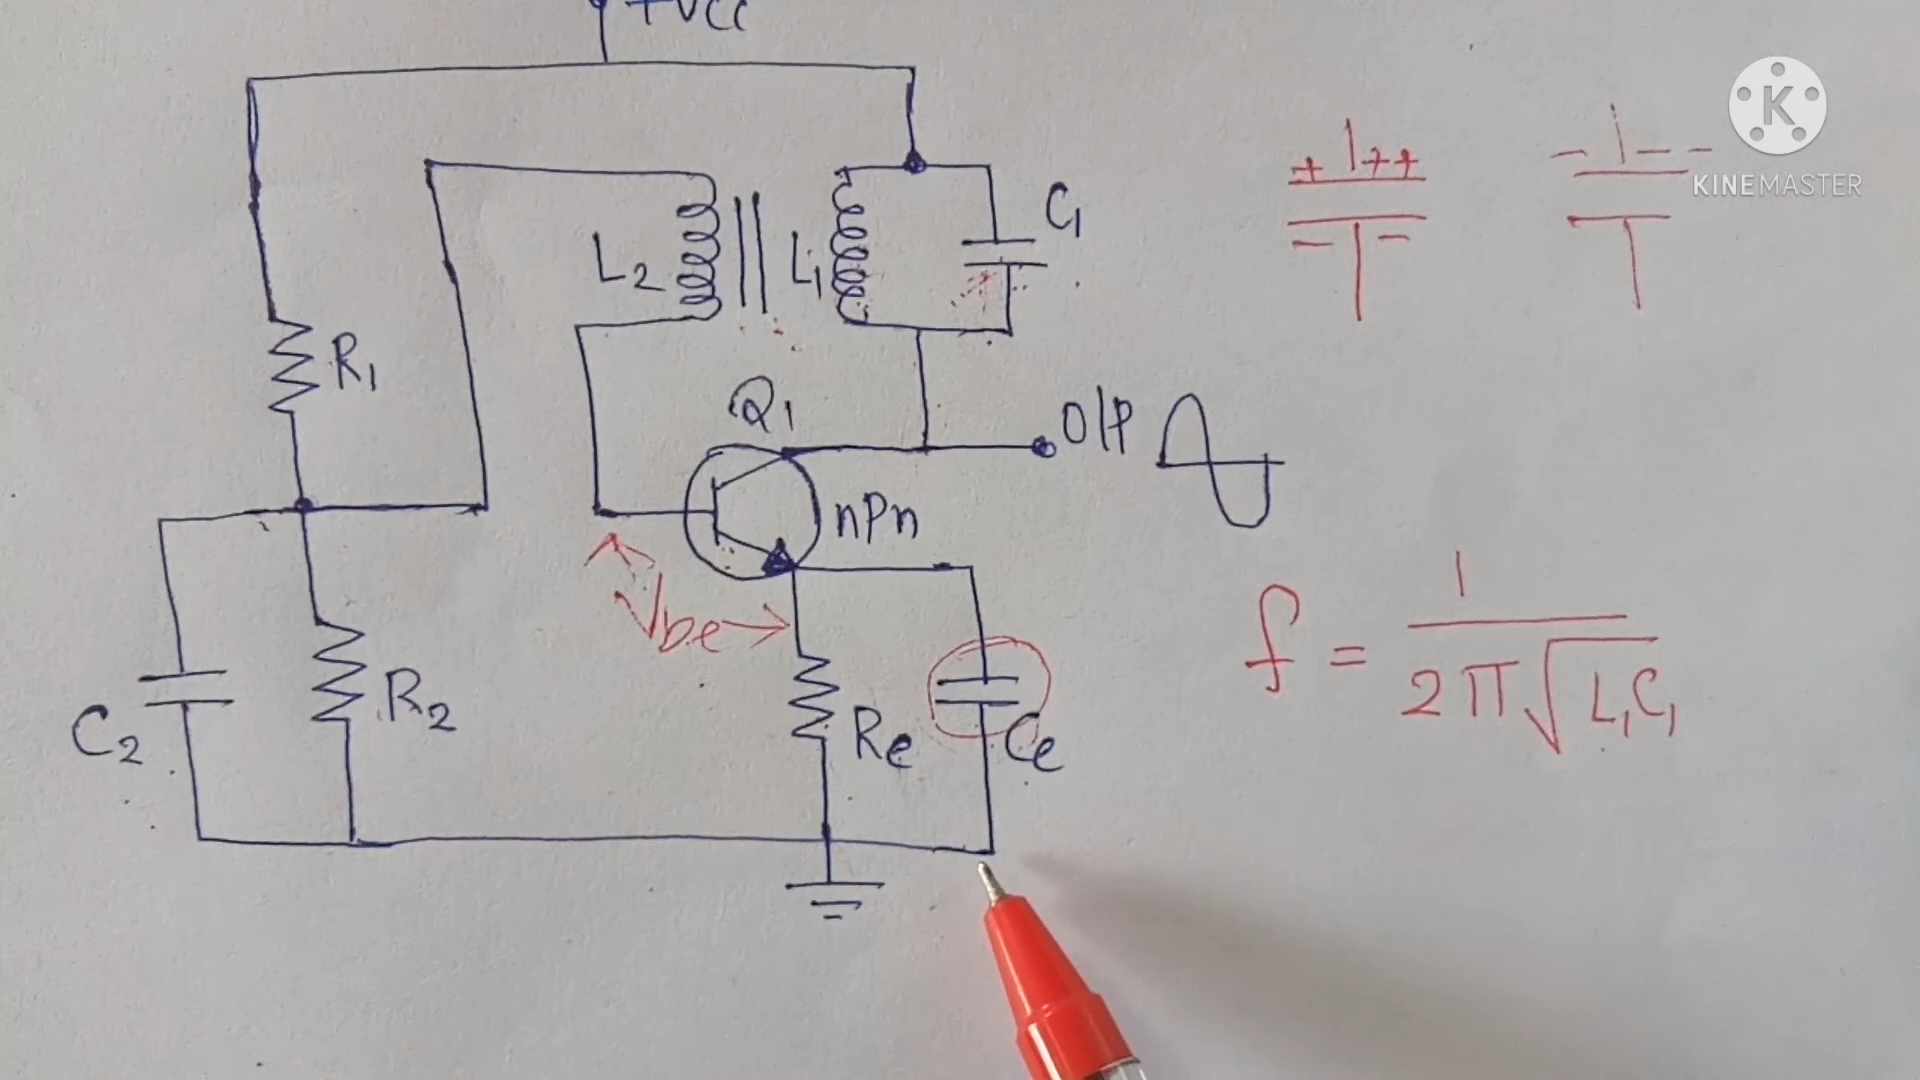 +Vcc
K
KINEMASTER
+ + +
- -
- - -
C1
L2
L1
R1
Q1
O/P
nPn
Vbe
f = 1 / 2π√L1C1
C2
R2
Re
Ce